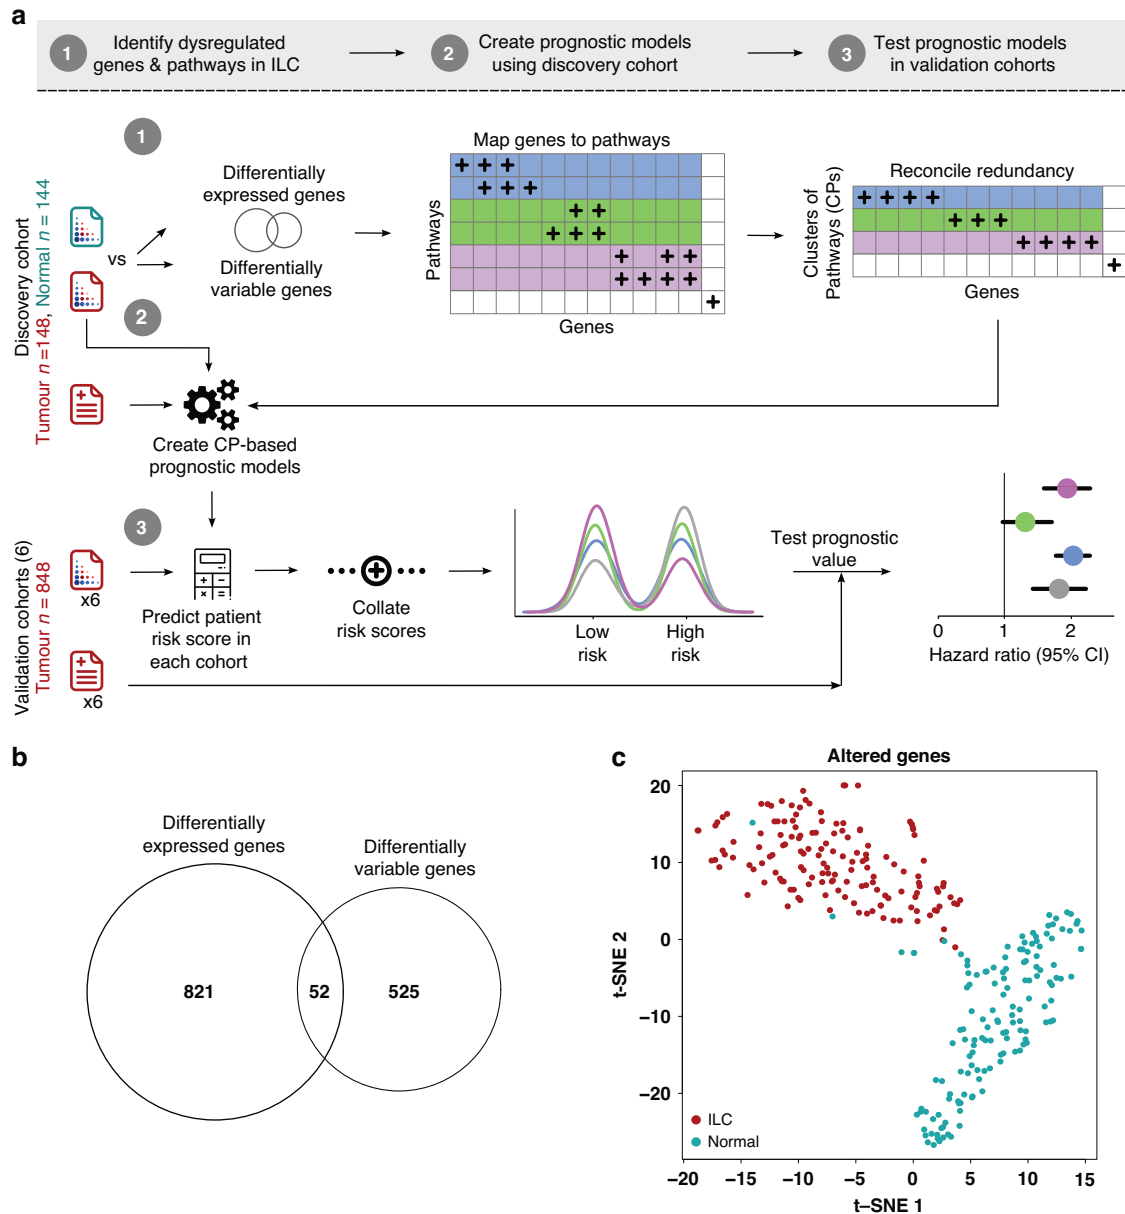 a
1 Identify dysregulated
genes & pathways in ILC
2 Create prognostic models
using discovery cohort
3 Test prognostic models
in validation cohorts
Discovery cohort
Tumour n = 148, Normal n = 144
1
vs
Differentially
expressed genes
Differentially
variable genes
Map genes to pathways
Pathways
Genes
Reconcile redundancy
Clusters of
Pathways (CPs)
Genes
2
Create CP-based
prognostic models
Validation cohorts (6)
Tumour n = 848
3
x6
x6
Predict patient
risk score in
each cohort
Collate
risk scores
Low
risk
High
risk
Test prognostic
value
0 1 2
Hazard ratio (95% CI)
b
Differentially
expressed genes
Differentially
variable genes
821 52 525
c
Altered genes
t-SNE 2
20
10
0
−10
−20
ILC
Normal
−20 −15 −10 −5 0 5 10 15
t–SNE 1